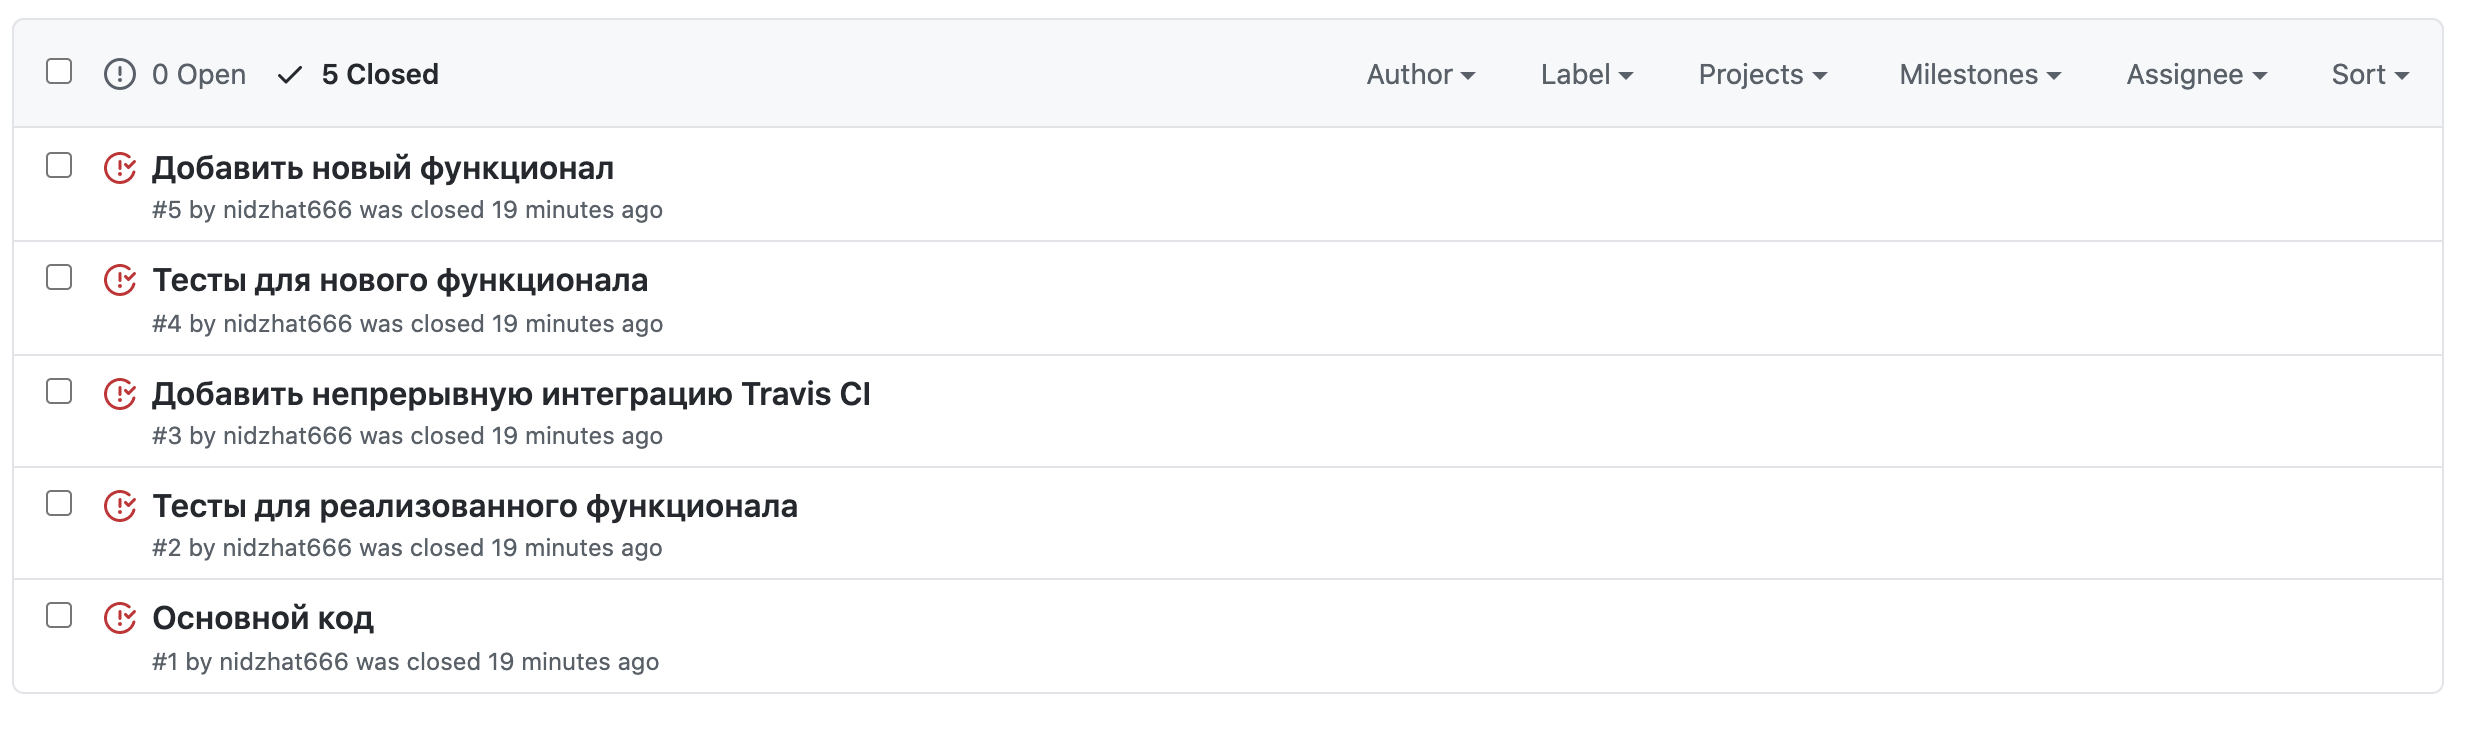 0 Open 5 Closed Author Label Projects Milestones Assignee Sort
Добавить новый функционал
#5 by nidzhat666 was closed 19 minutes ago
Тесты для нового функционала
#4 by nidzhat666 was closed 19 minutes ago
Добавить непрерывную интеграцию Travis CI
#3 by nidzhat666 was closed 19 minutes ago
Тесты для реализованного функционала
#2 by nidzhat666 was closed 19 minutes ago
Основной код
#1 by nidzhat666 was closed 19 minutes ago